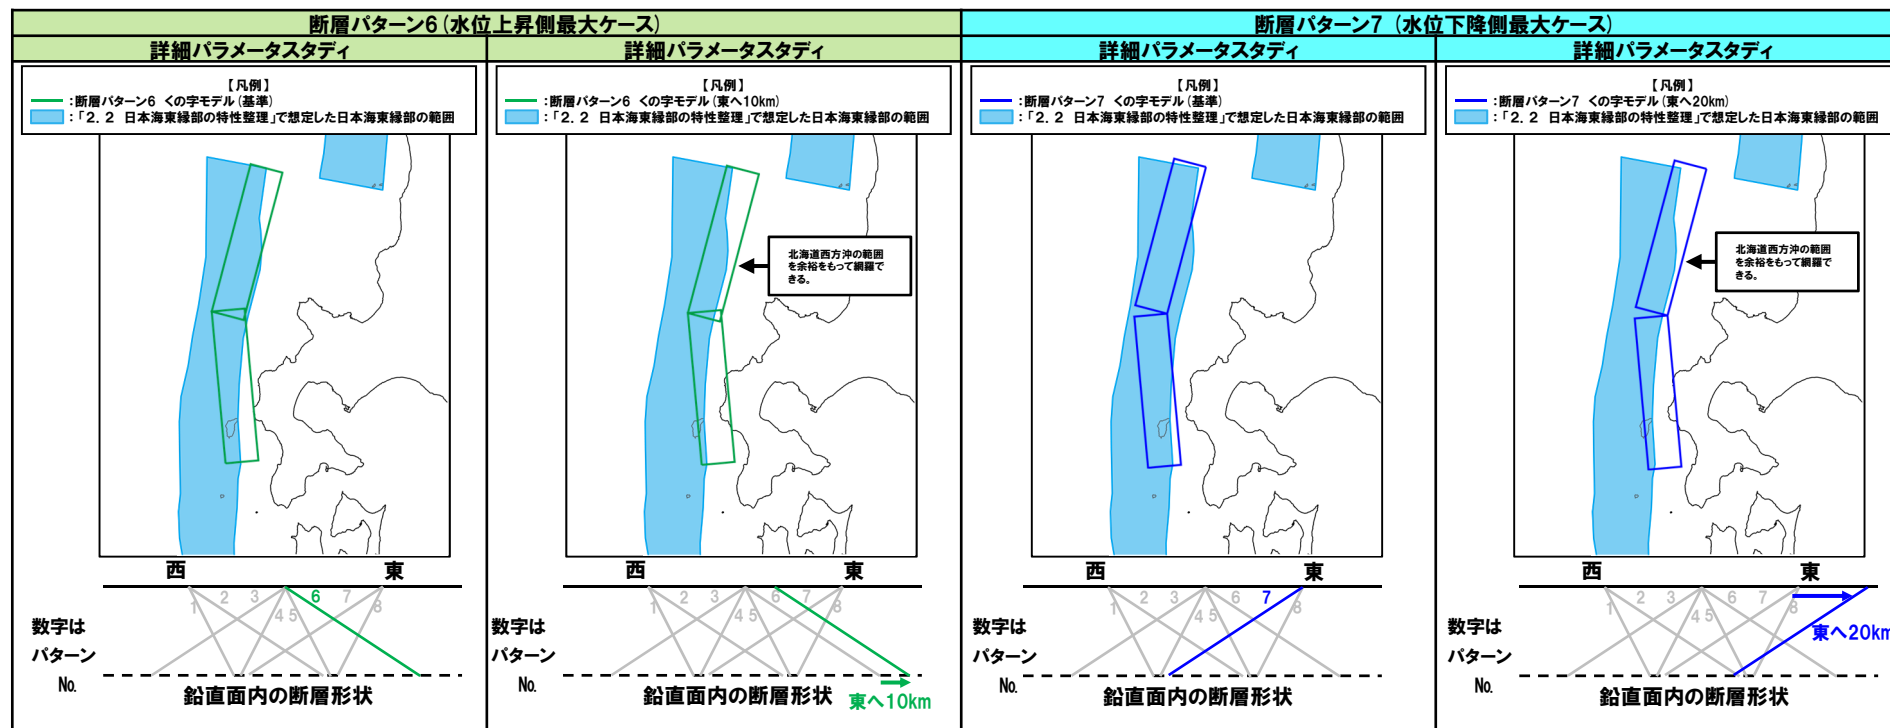 断層パターン6(水位上昇側最大ケース)
断層パターン7 (水位下降側最大ケース)
詳細パラメータスタディ
詳細パラメータスタディ
詳細パラメータスタディ
詳細パラメータスタディ
【凡例】
:断層パターン6 くの字モデル(基準)
:「2.2 日本海東縁部の特性整理」で想定した日本海東縁部の範囲
【凡例】
:断層パターン6 くの字モデル(東へ10km)
:「2.2 日本海東縁部の特性整理」で想定した日本海東縁部の範囲
【凡例】
:断層パターン7 くの字モデル(基準)
:「2.2 日本海東縁部の特性整理」で想定した日本海東縁部の範囲
【凡例】
:断層パターン7 くの字モデル(東へ20km)
:「2.2 日本海東縁部の特性整理」で想定した日本海東縁部の範囲
北海道西方沖の範囲
を余裕をもって網羅で
きる。
北海道西方沖の範囲
を余裕をもって網羅で
きる。
西 東
1 2 3 4 5 6 7 8
数字は
パターン
No.
鉛直面内の断層形状
西 東
1 2 3 4 5 6 7 8
数字は
パターン
No.
鉛直面内の断層形状
東へ10km
西 東
1 2 3 4 5 6 7 8
数字は
パターン
No.
鉛直面内の断層形状
西 東
1 2 3 4 5 6 7 8
東へ20km
数字は
パターン
No.
鉛直面内の断層形状